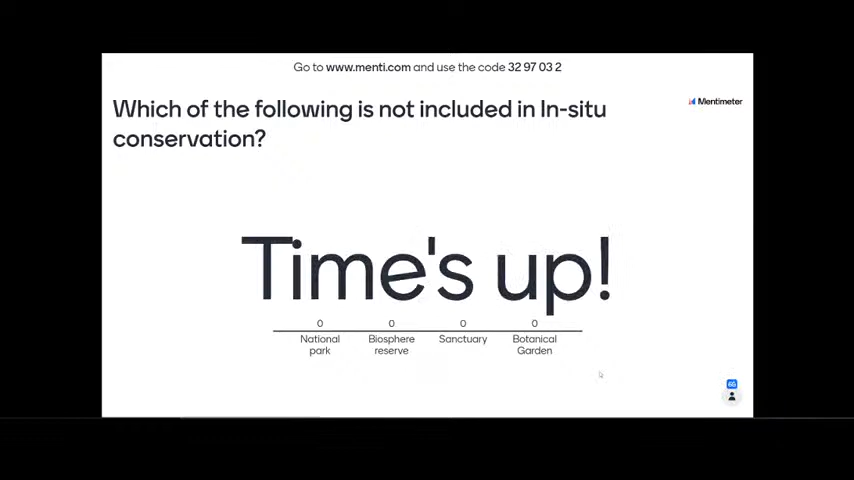 Go to www.menti.com and use the code 32 97 03 2
Mentimeter
Which of the following is not included in In-situ
conservation?
Time's up!
0 0 0 0
National Biosphere Sanctuary Botanical
park reserve Garden
66